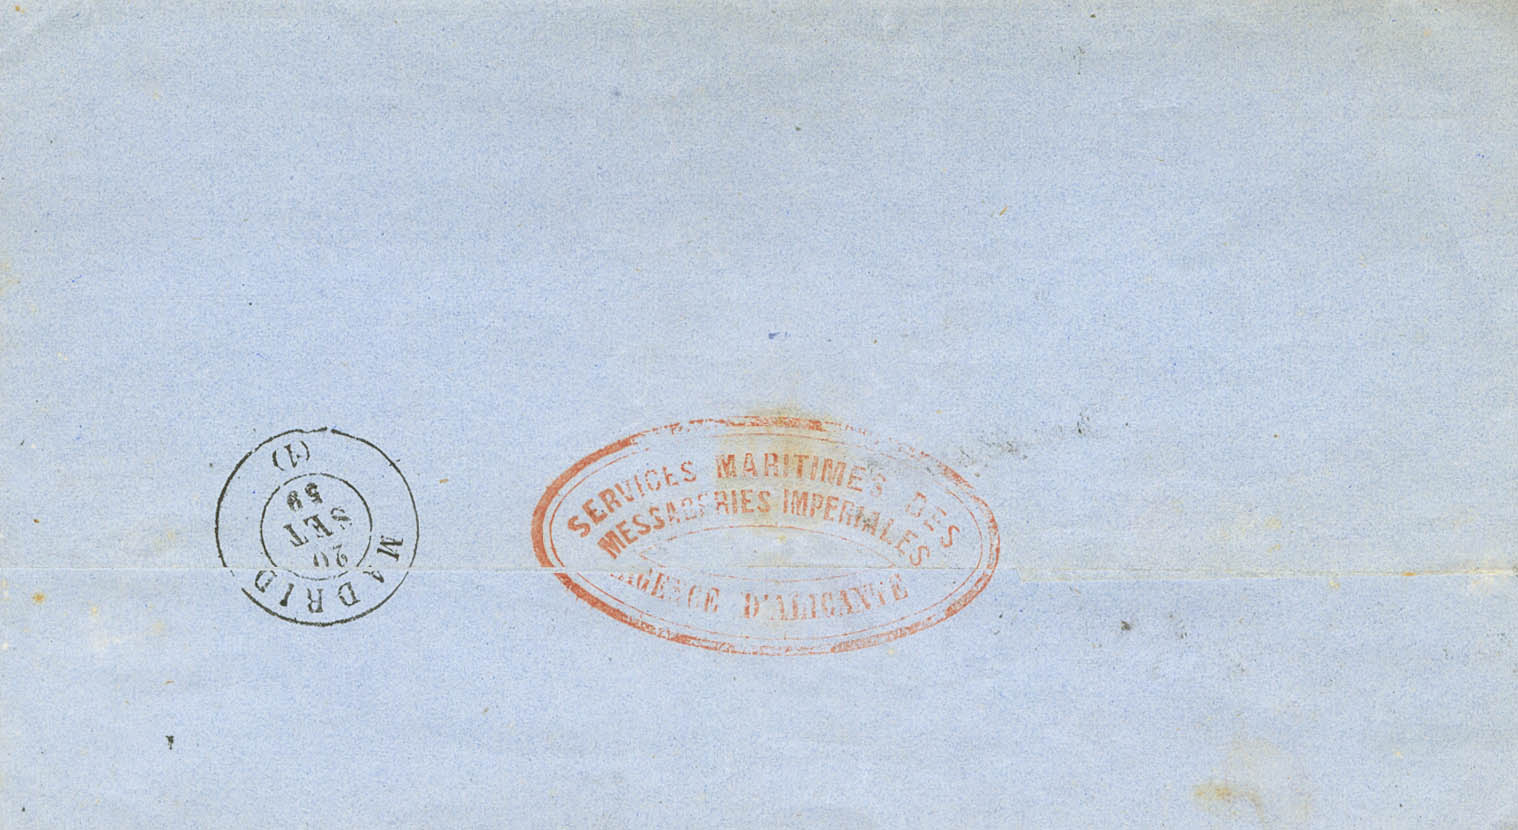 SERVICES MARITIMES DES
MESSAGERIES IMPERIALES
AGENCE D'ALICANTE
MADRID
20
SET
59
(1)